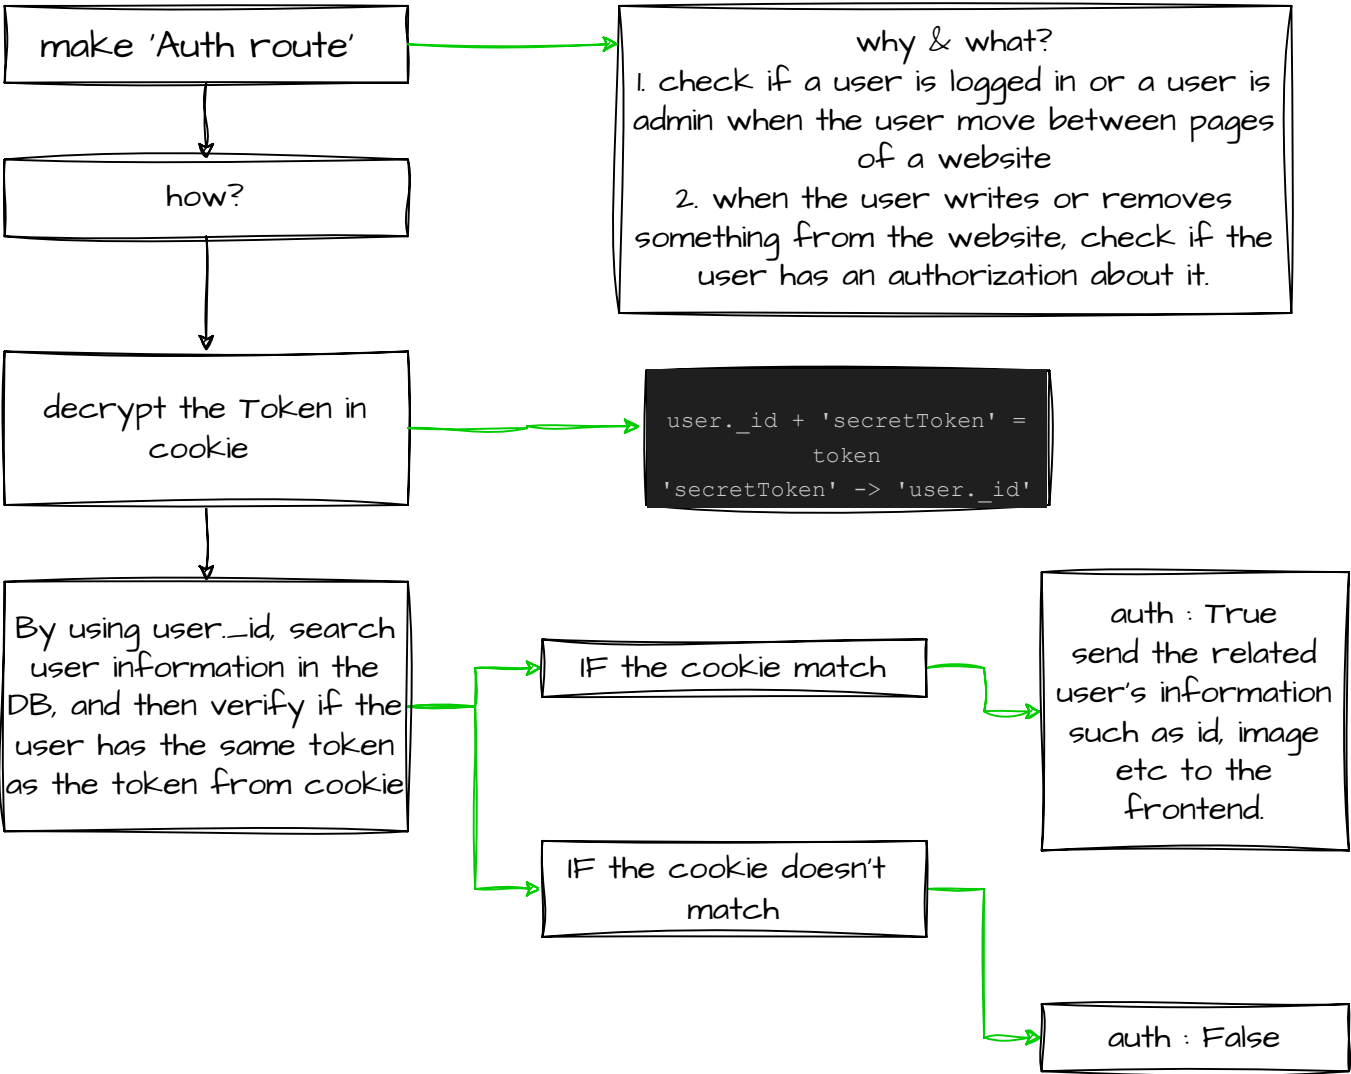 make 'Auth route'
why & what?
1. check if a user is logged in or a user is
admin when the user move between pages
of a website
2. when the user writes or removes
something from the website, check if the
user has an authorization about it.
how?
decrypt the Token in
cookie
user._id + 'secretToken' =
token
'secretToken' -> 'user._id'
By using user._id, search
user information in the
DB, and then verify if the
user has the same token
as the token from cookie
IF the cookie match
auth : True
send the related
user's information
such as id, image
etc to the
frontend.
IF the cookie doesn't
match
auth : False